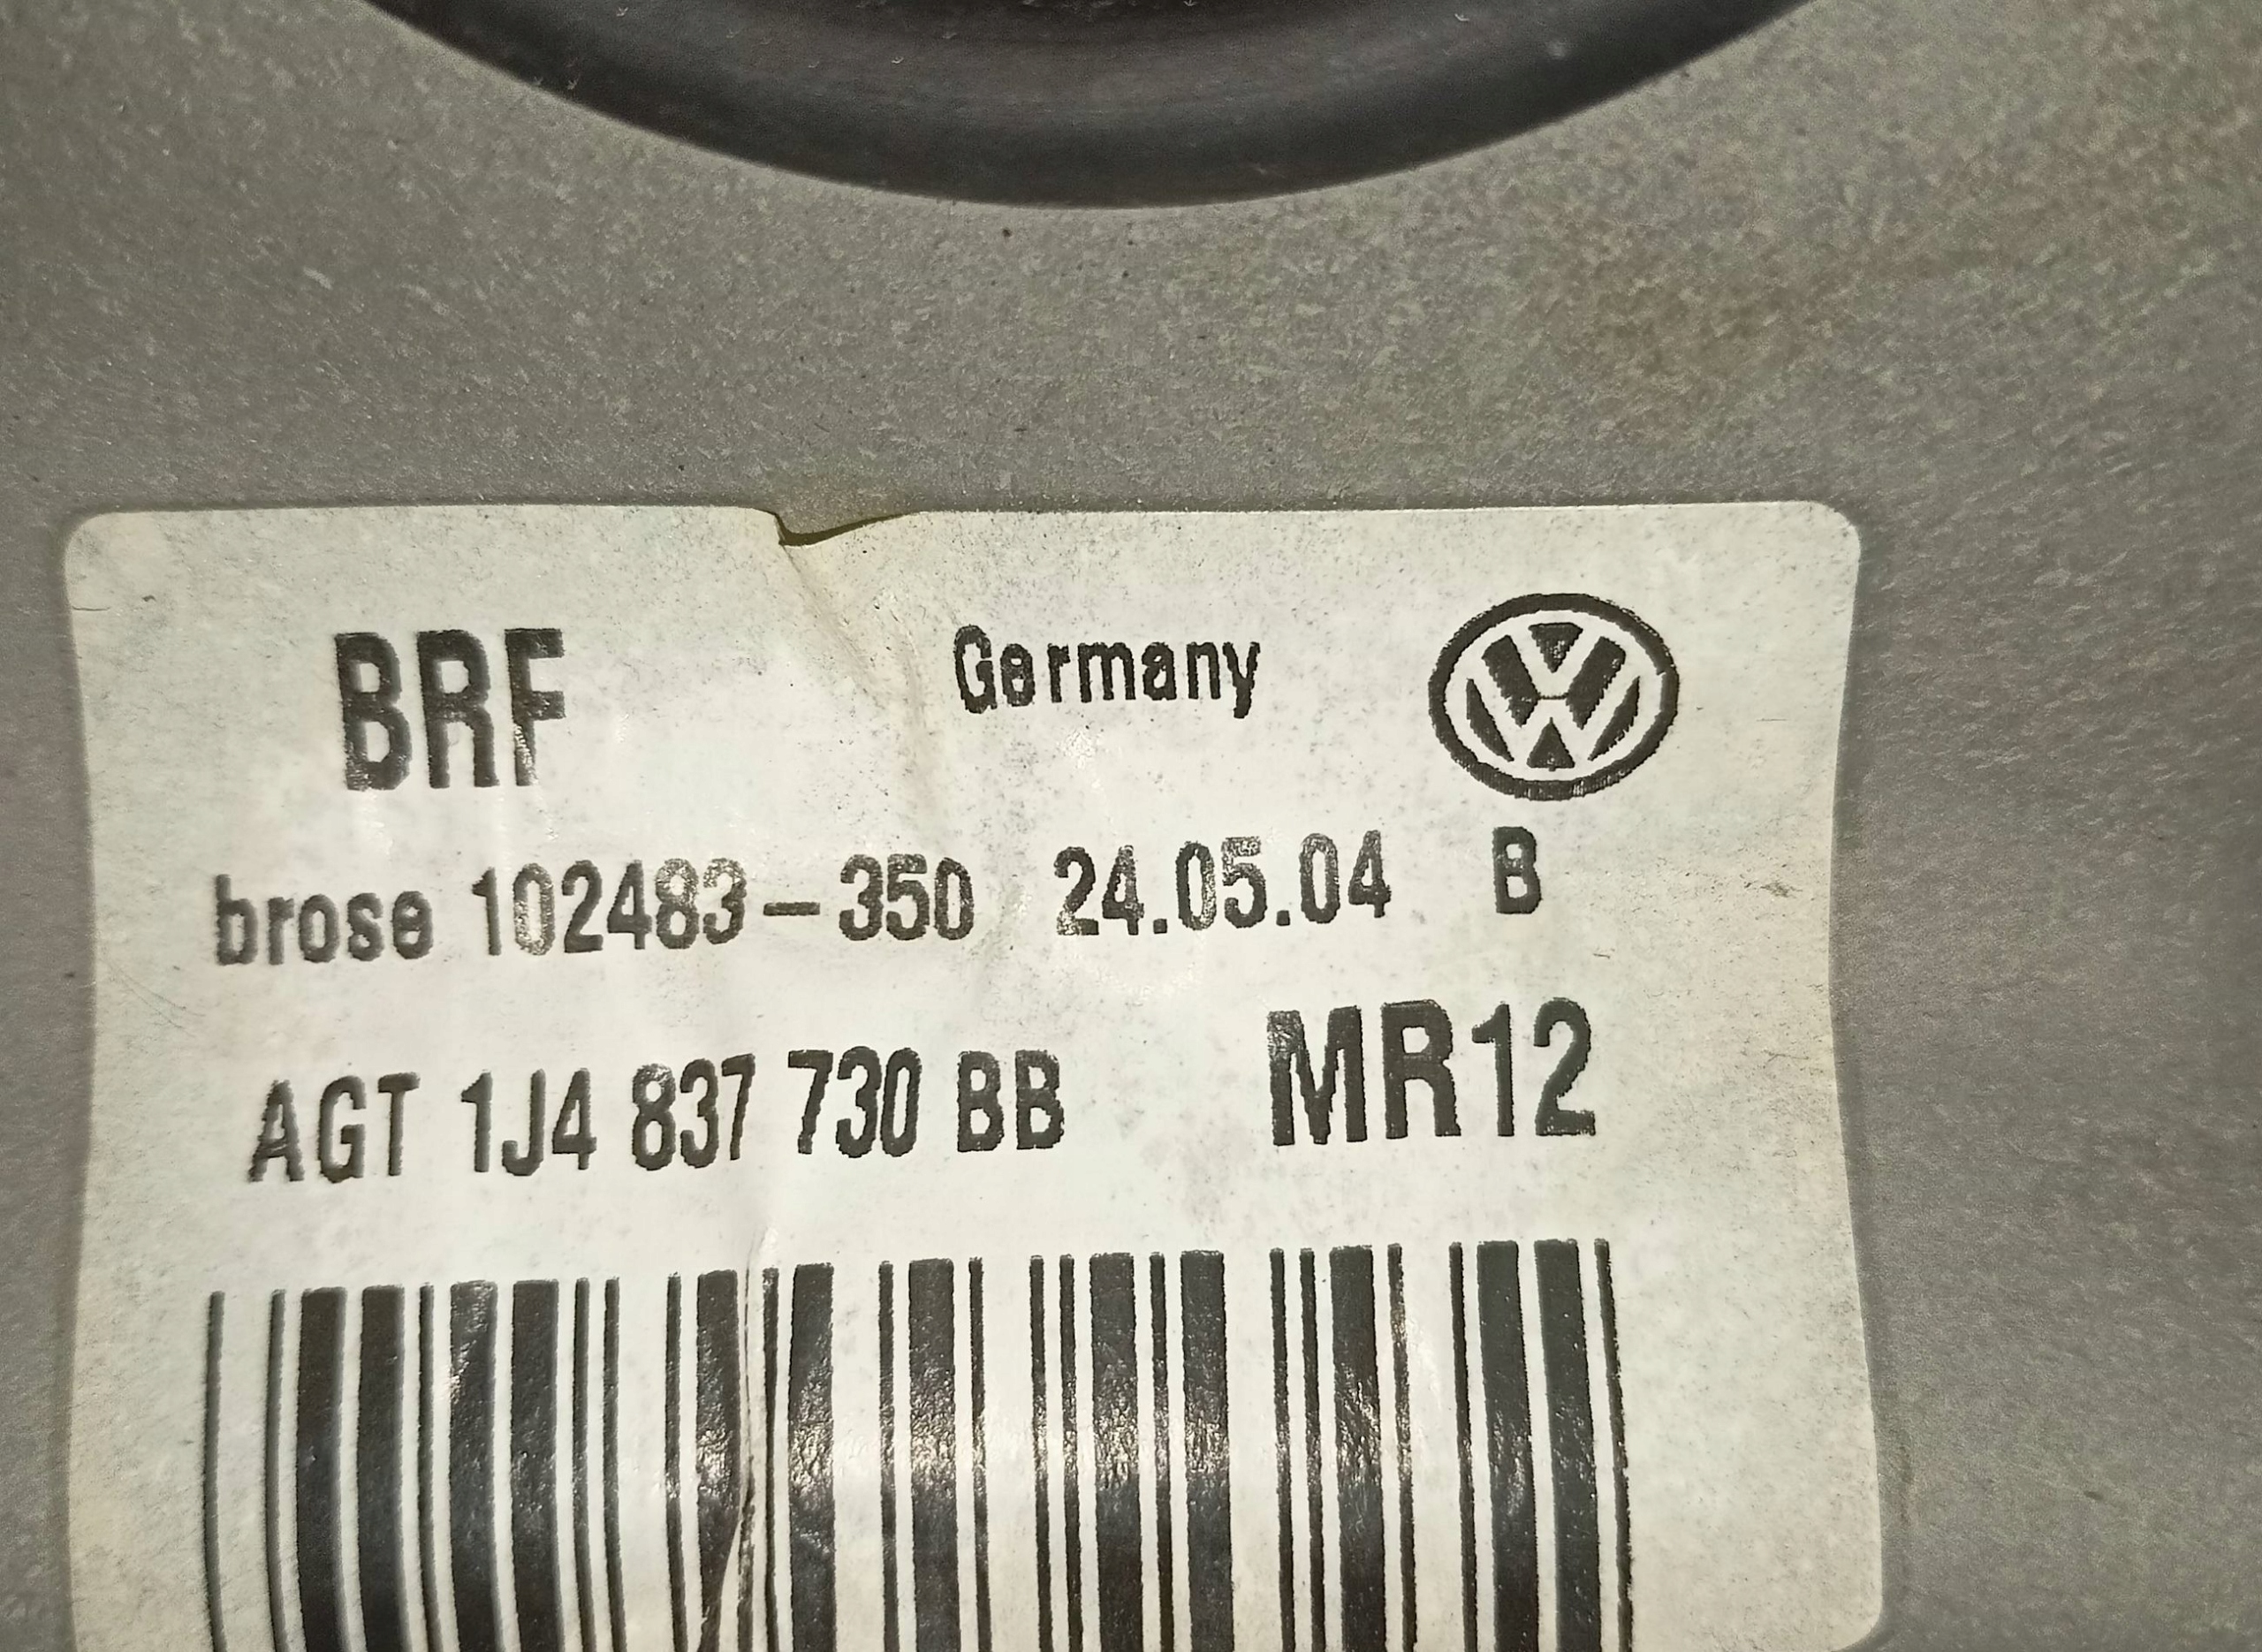 BRF Germany
brose 102483-350 24.05.04 B
AGT 1J4 837 730 BB MR12